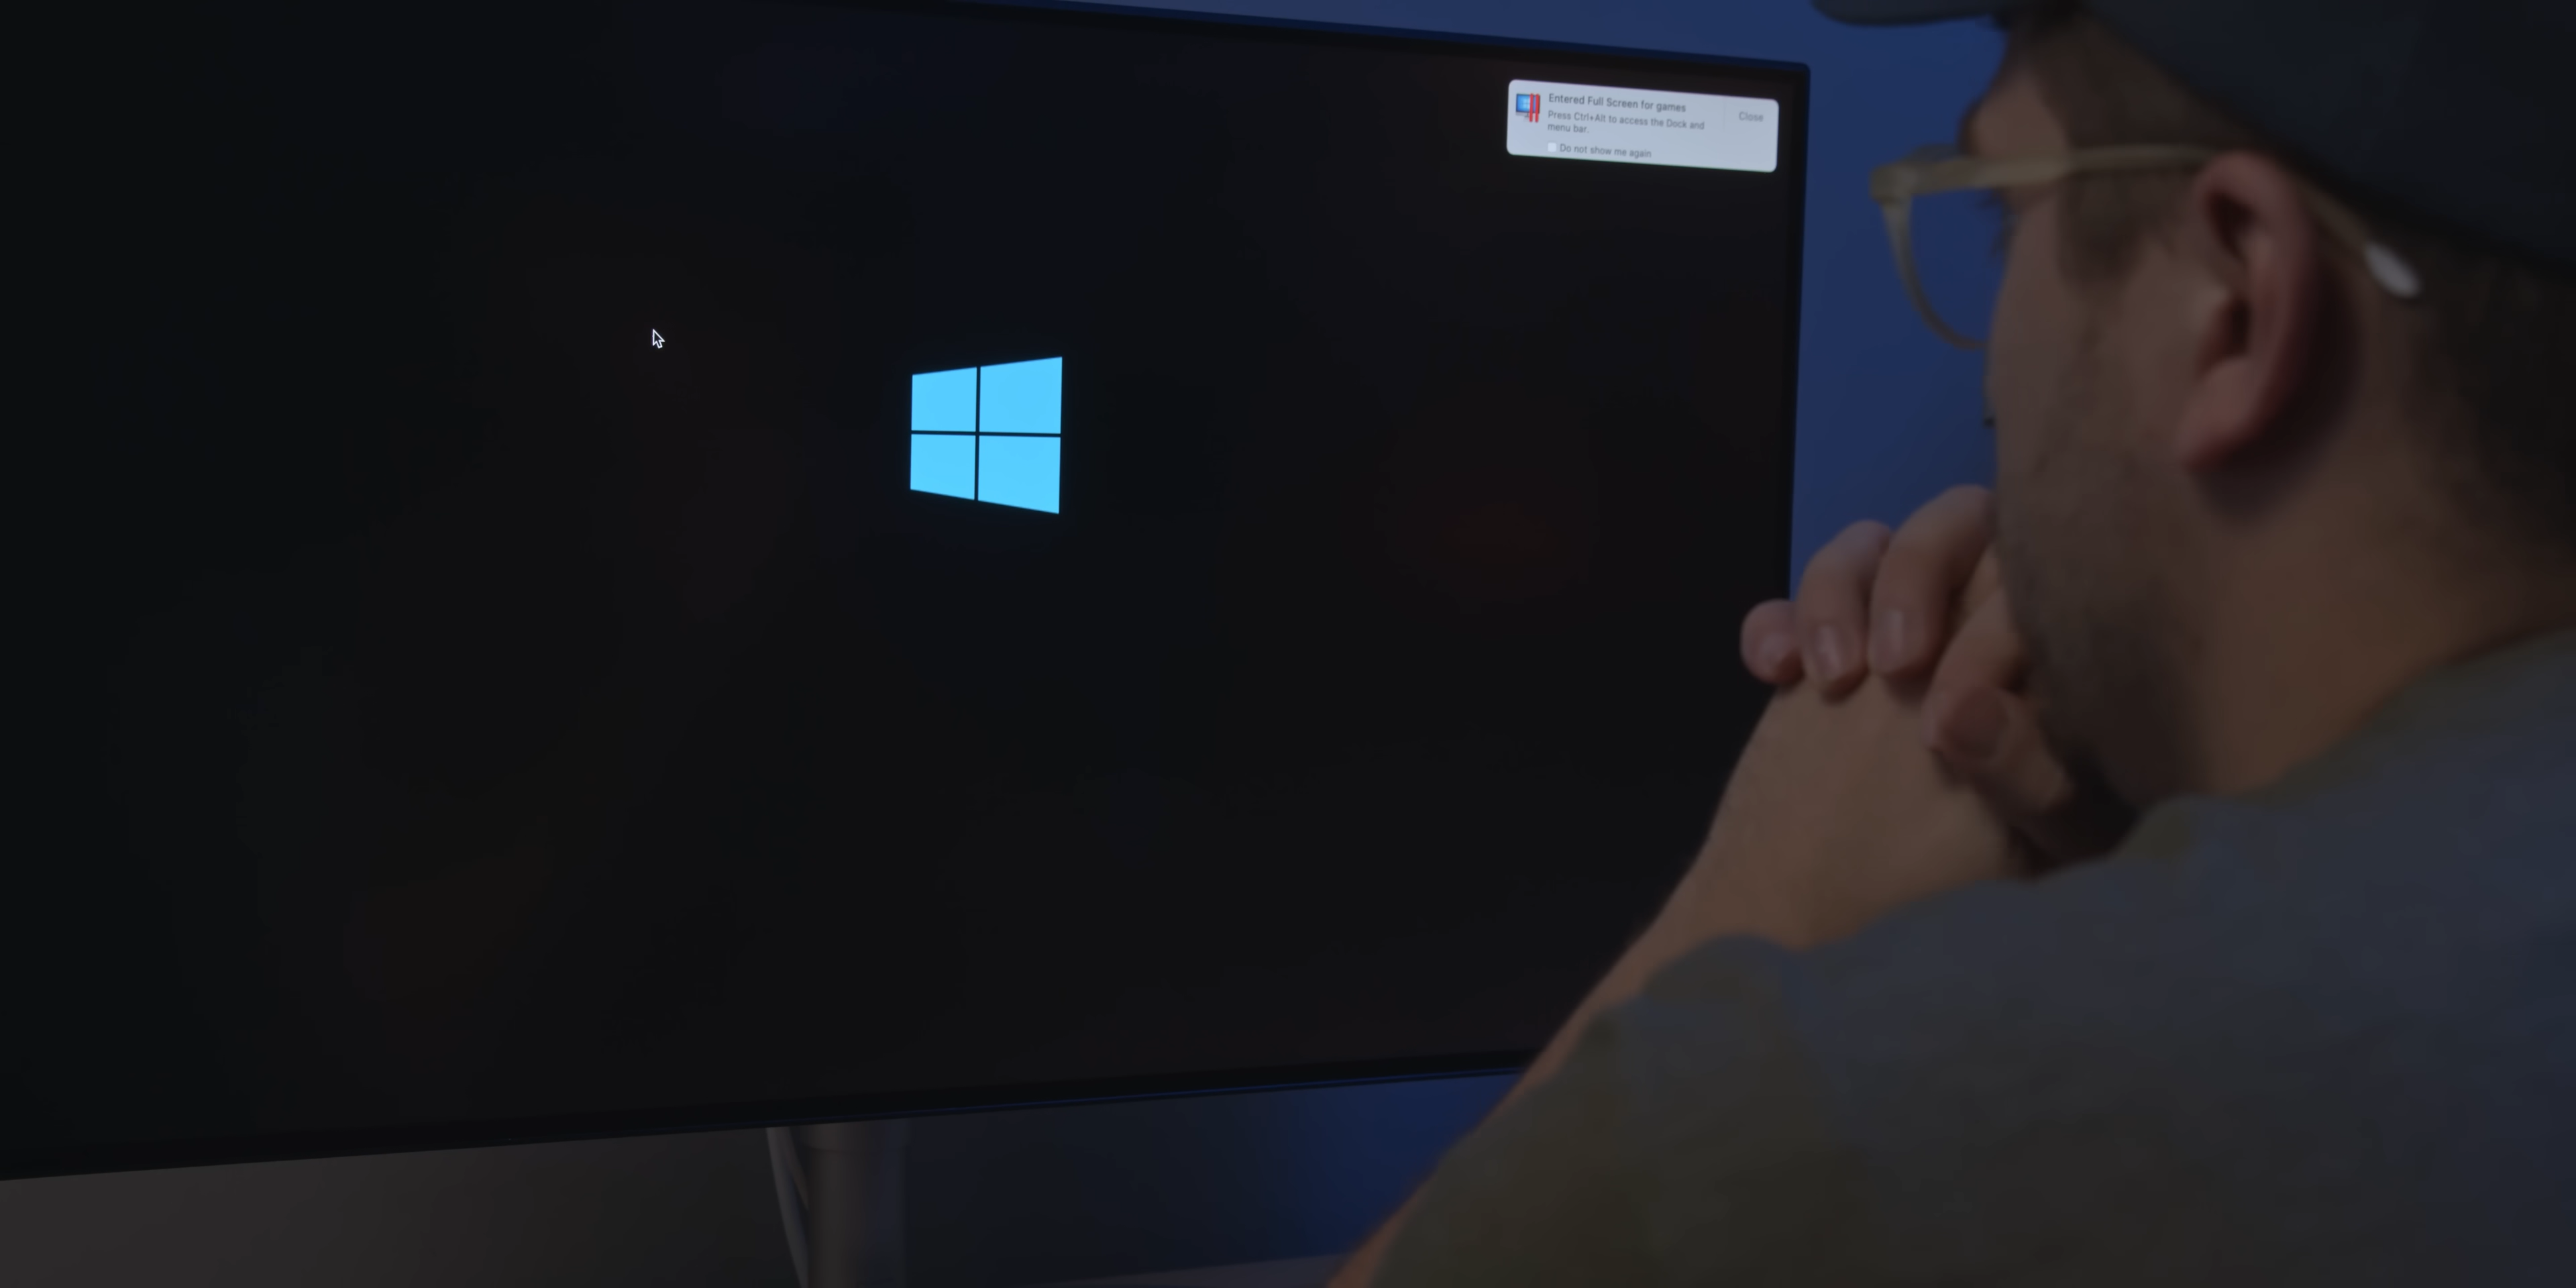 Entered Full Screen for games
Close
Press Ctrl+Alt to access the Dock and
menu bar.
Do not show me again